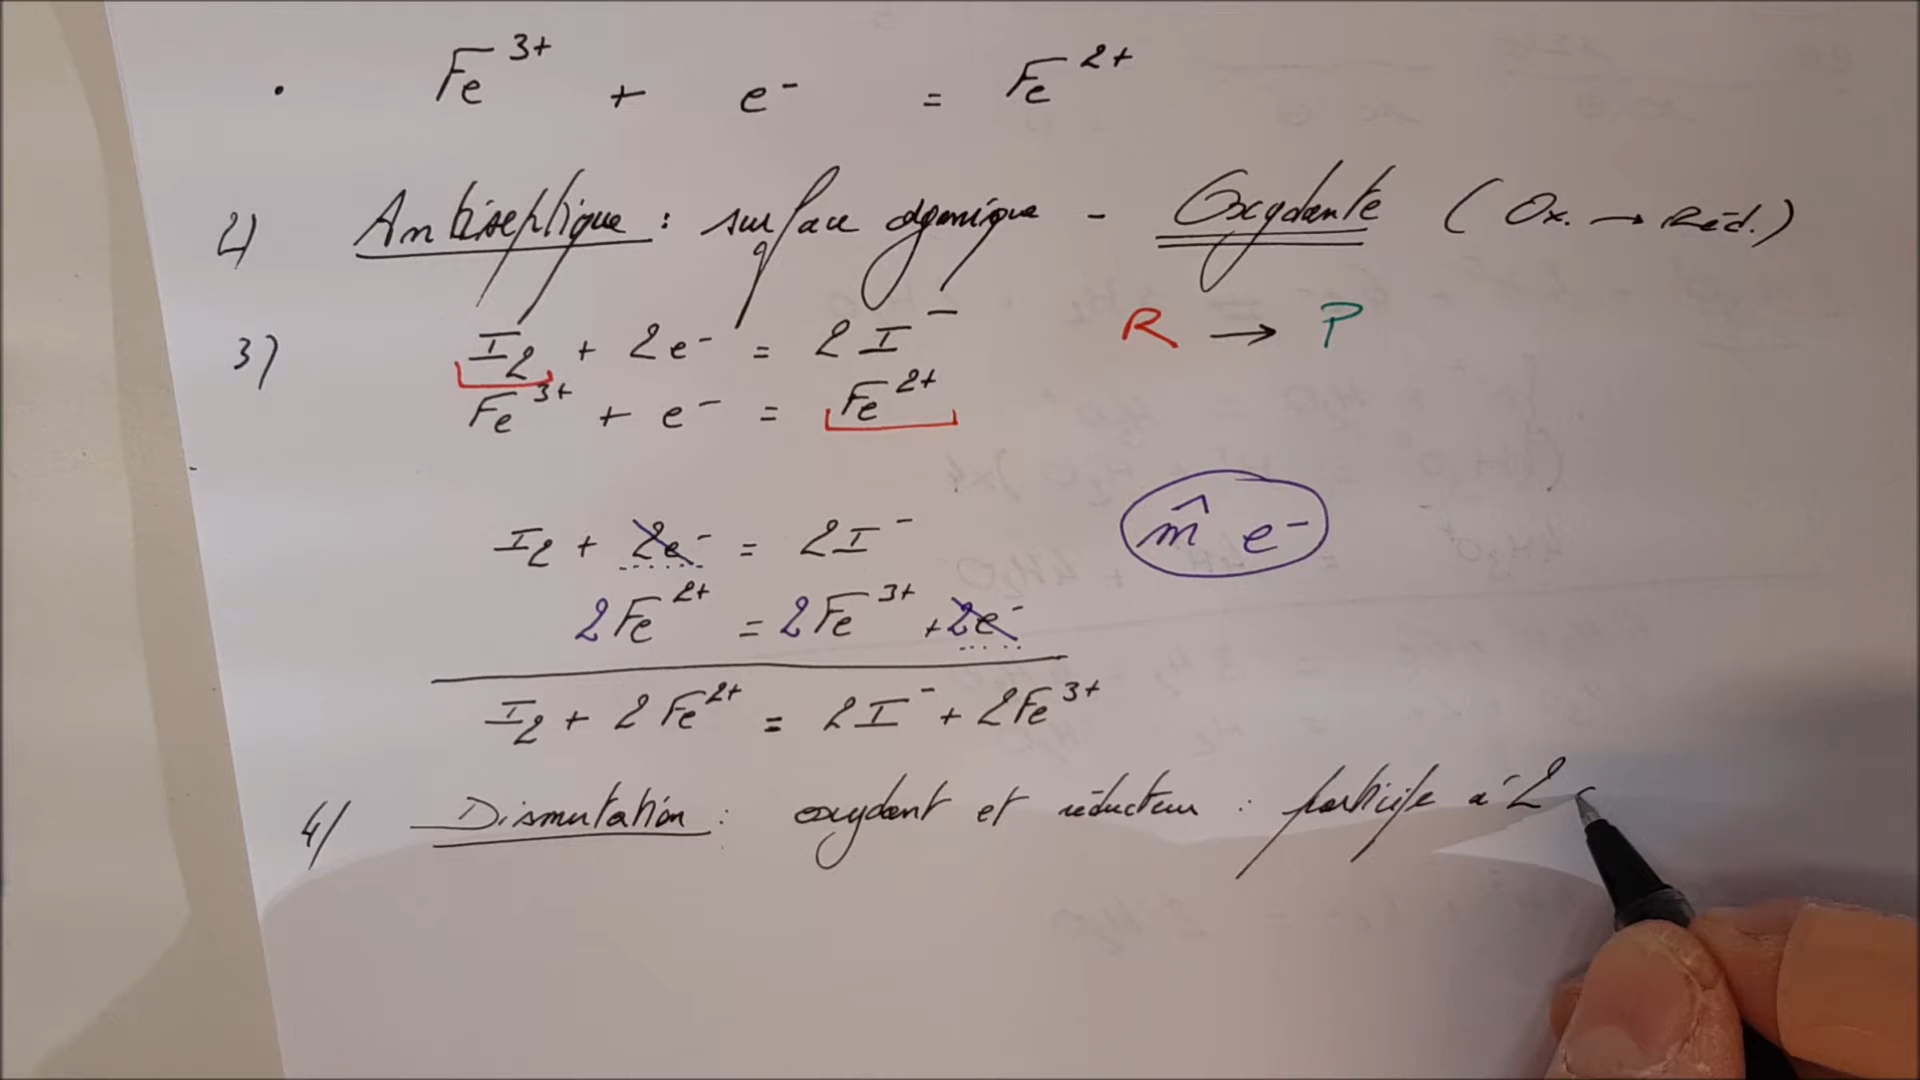 . Fe³⁺ + e⁻ = Fe²⁺
2) Antiseptique : surface organique - Oxydante (Ox. → Réd.)
3) I₂ + 2e⁻ = 2I⁻ R → P
Fe³⁺ + e⁻ = Fe²⁺
I₂ + 2e⁻ = 2I⁻ m̂ e⁻
2Fe²⁺ = 2Fe³⁺ + 2e⁻
I₂ + 2Fe²⁺ = 2I⁻ + 2Fe³⁺
4) Dismutation : oxydant et réducteur : participe à 2